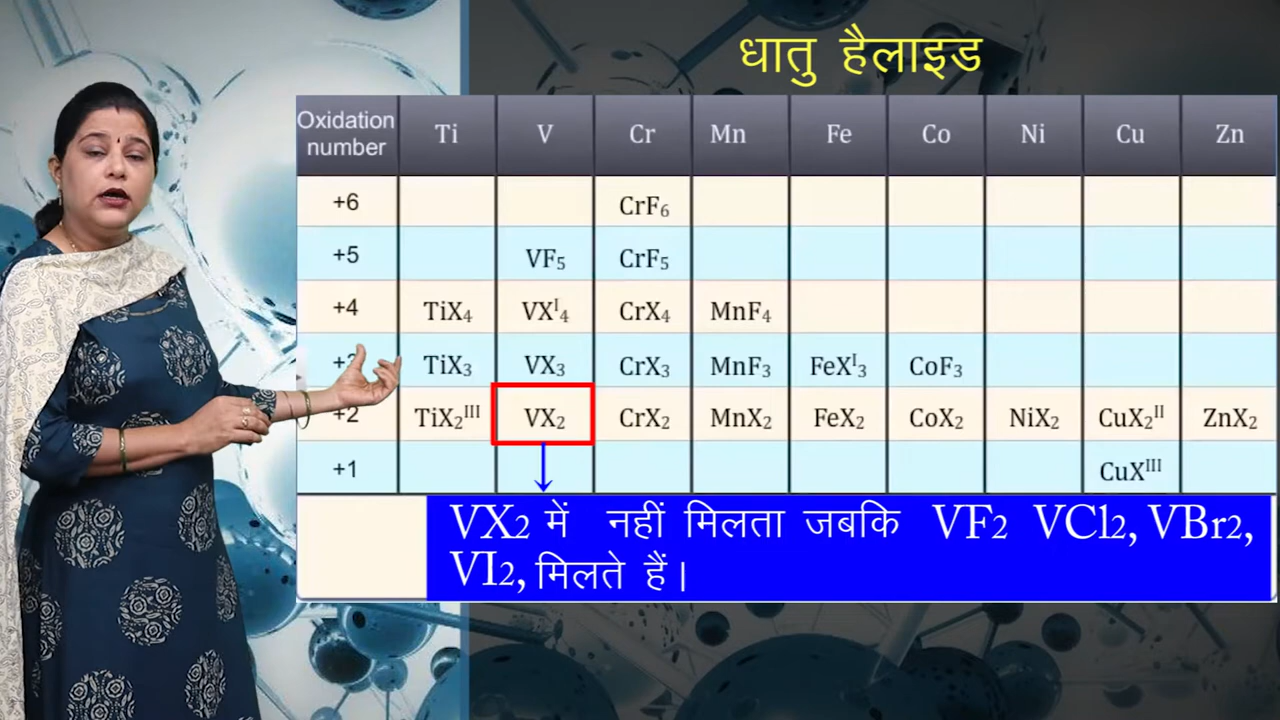 धातु हैलाइड
Oxidation number Ti V Cr Mn Fe Co Ni Cu Zn
+6 CrF₆
+5 VF₅ CrF₅
+4 TiX₄ VXᴵ₄ CrX₄ MnF₄
TiX₃ VX₃ CrX₃ MnF₃ FeXᴵ₃ CoF₃
+2 TiX₂ᴵᴵᴵ VX₂ CrX₂ MnX₂ FeX₂ CoX₂ NiX₂ CuX₂ᴵᴵ ZnX₂
+1 CuXᴵᴵᴵ
VX₂ में नहीं मिलता जबकि VF₂ VCl₂, VBr₂,
VI₂, मिलते हैं।